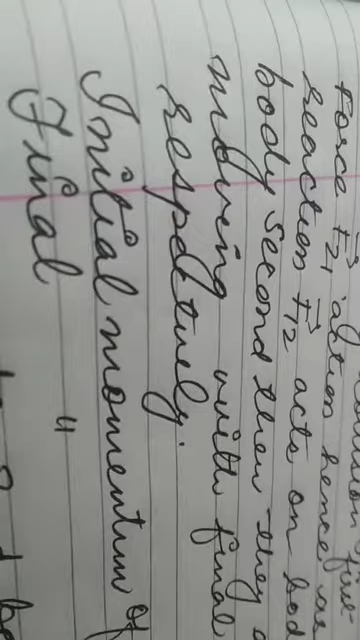 force F21 action hence as
reaction F12 acts on bod
body second then they
moving with final
respectively.
Initial momentum of
Final "